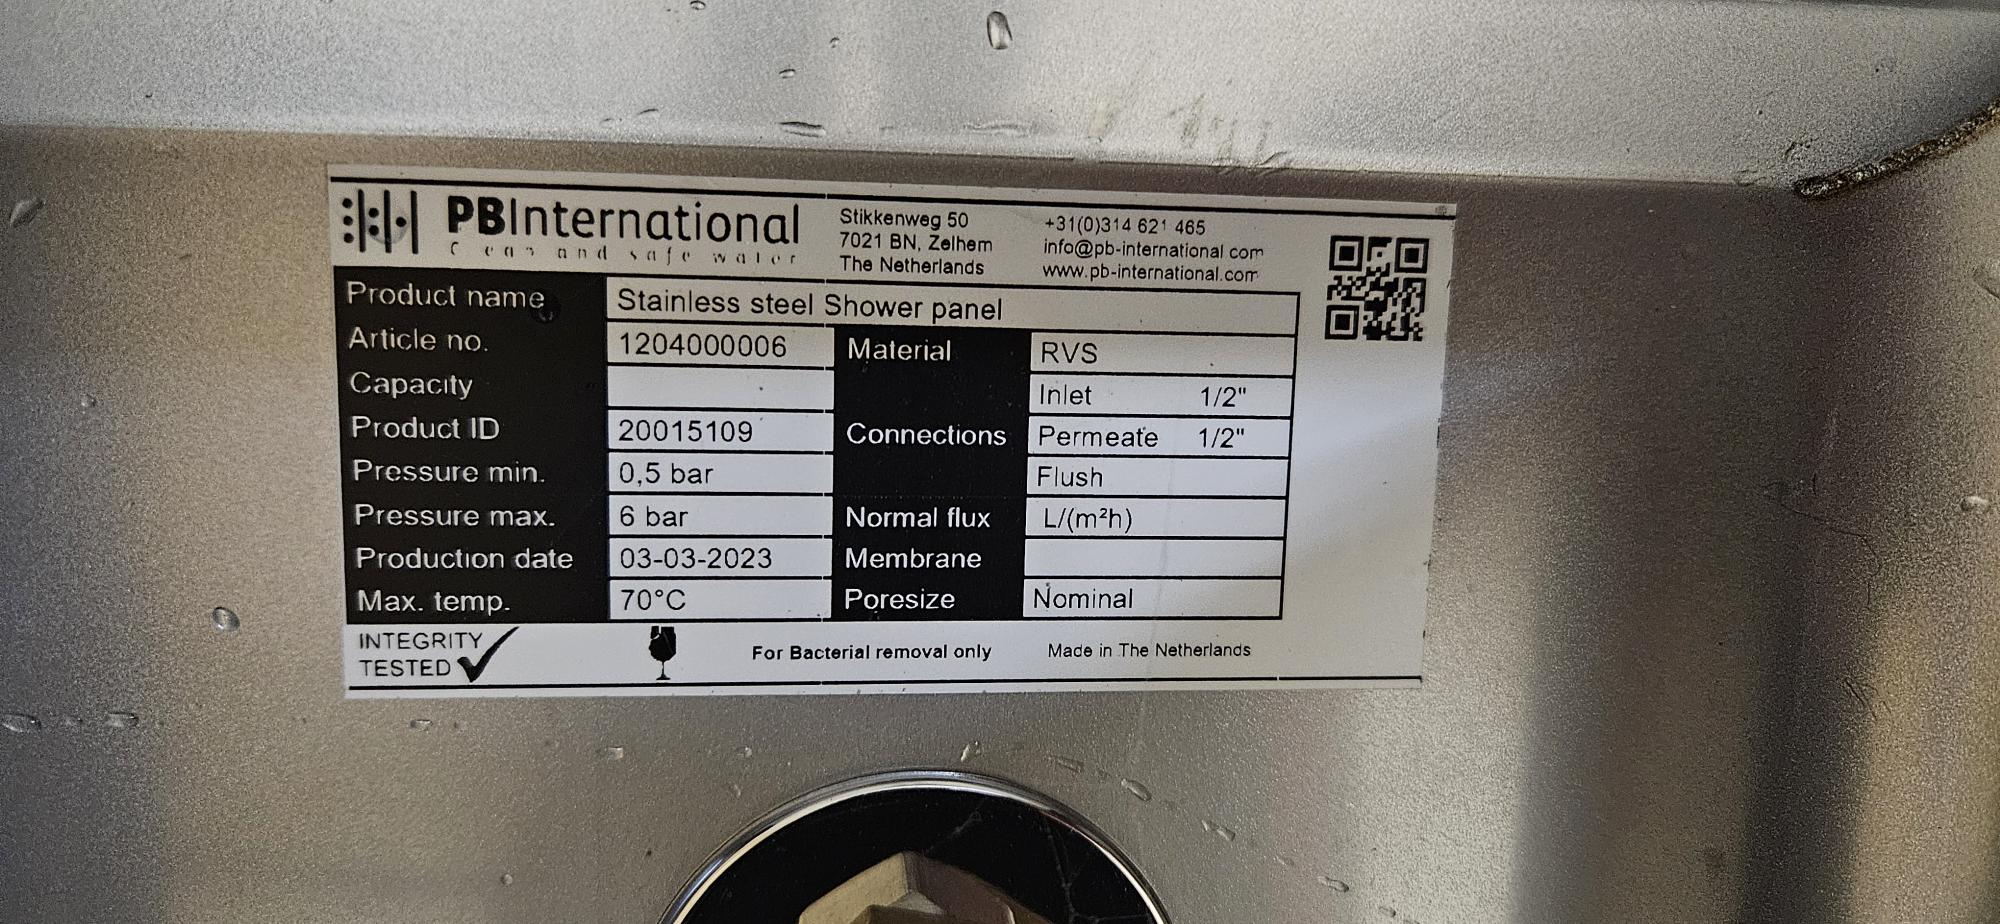 PBInternational
Clean and safe water
Stikkenweg 50
7021 BN, Zelhem
The Netherlands
+31(0)314 621 465
info@pb-international.com
www.pb-international.com
Product name Stainless steel Shower panel
Article no. 1204000006
Capacity
Product ID 20015109
Pressure min. 0,5 bar
Pressure max. 6 bar
Production date 03-03-2023
Max. temp. 70°C
Material RVS
Connections
Inlet 1/2"
Permeate 1/2"
Flush
Normal flux L/(m²h)
Membrane
Poresize Nominal
INTEGRITY
TESTED
For Bacterial removal only
Made in The Netherlands